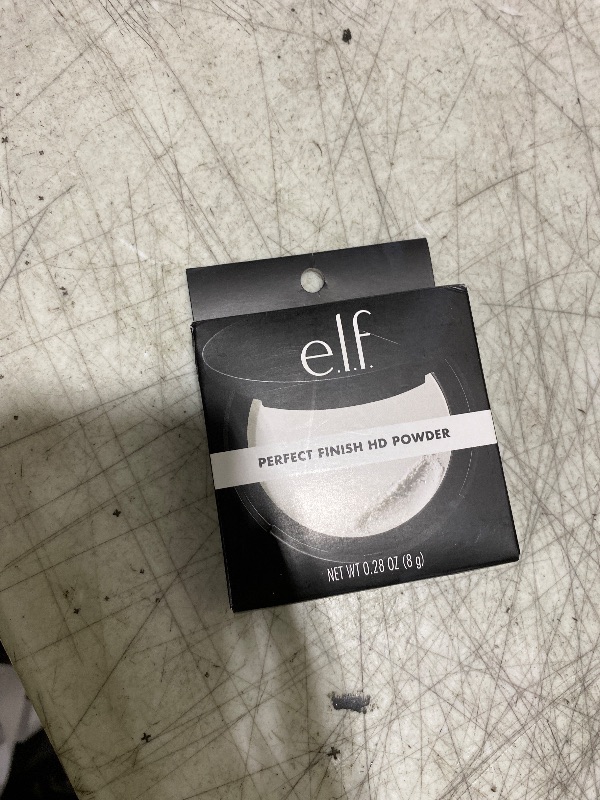 e.l.f.
PERFECT FINISH HD POWDER
NET WT 0.28 OZ (8 g)